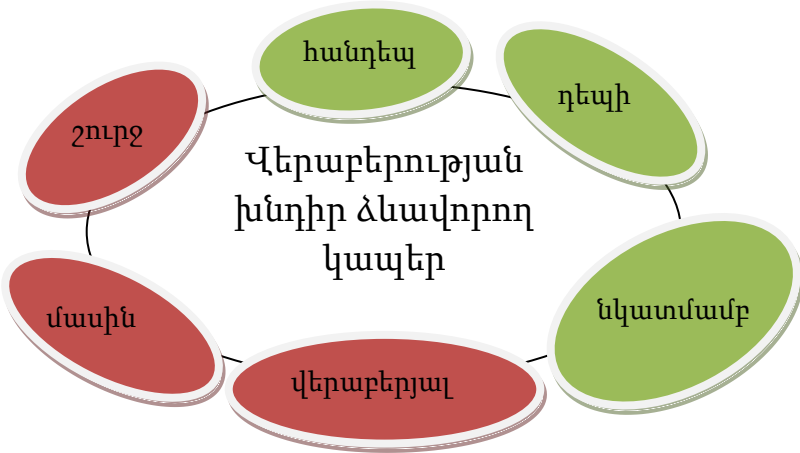 հանդեպ
դեպի
շուրջ
Վերաբերության
խնդիր ձևավորող
կապեր
մասին
նկատմամբ
վերաբերյալ